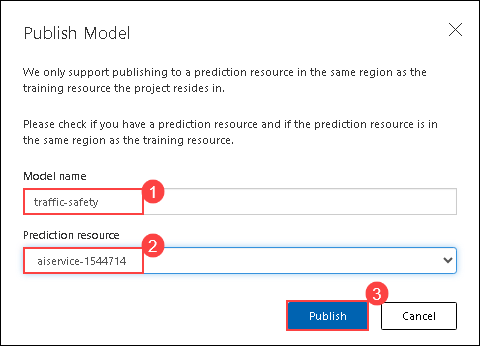 Publish Model
We only support publishing to a prediction resource in the same region as the
training resource the project resides in.
Please check if you have a prediction resource and if the prediction resource is in
the same region as the training resource.
Model name
1
traffic-safety
Prediction resource
2
aiservice-1544714
3
Publish Cancel